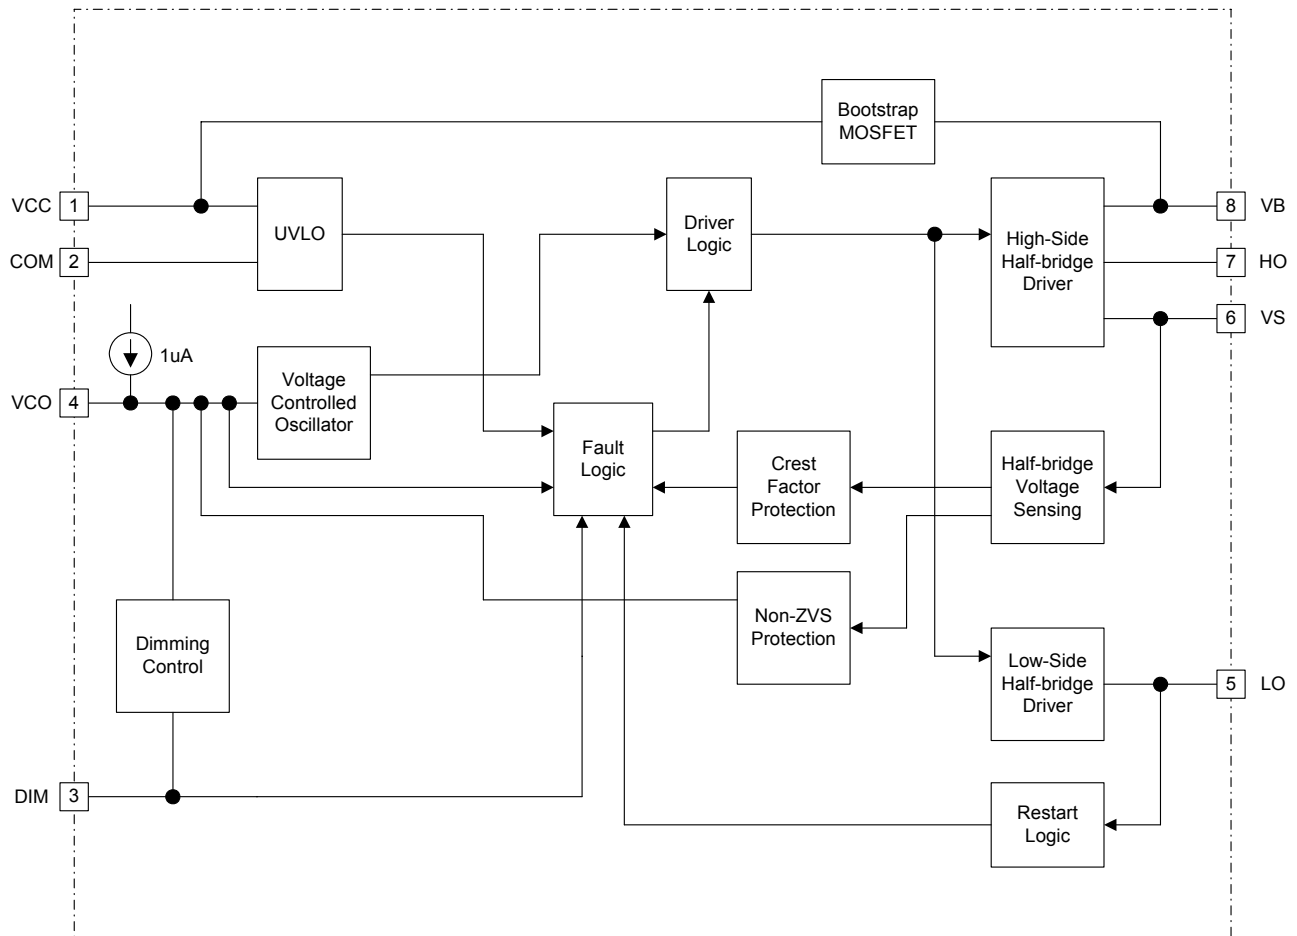 Bootstrap
MOSFET
VCC 1
COM 2
UVLO
Driver
Logic
High-Side
Half-bridge
Driver
8 VB
7 HO
6 VS
1uA
VCO 4
Voltage
Controlled
Oscillator
Fault
Logic
Crest
Factor
Protection
Half-bridge
Voltage
Sensing
Dimming
Control
Non-ZVS
Protection
Low-Side
Half-bridge
Driver
5 LO
DIM 3
Restart
Logic